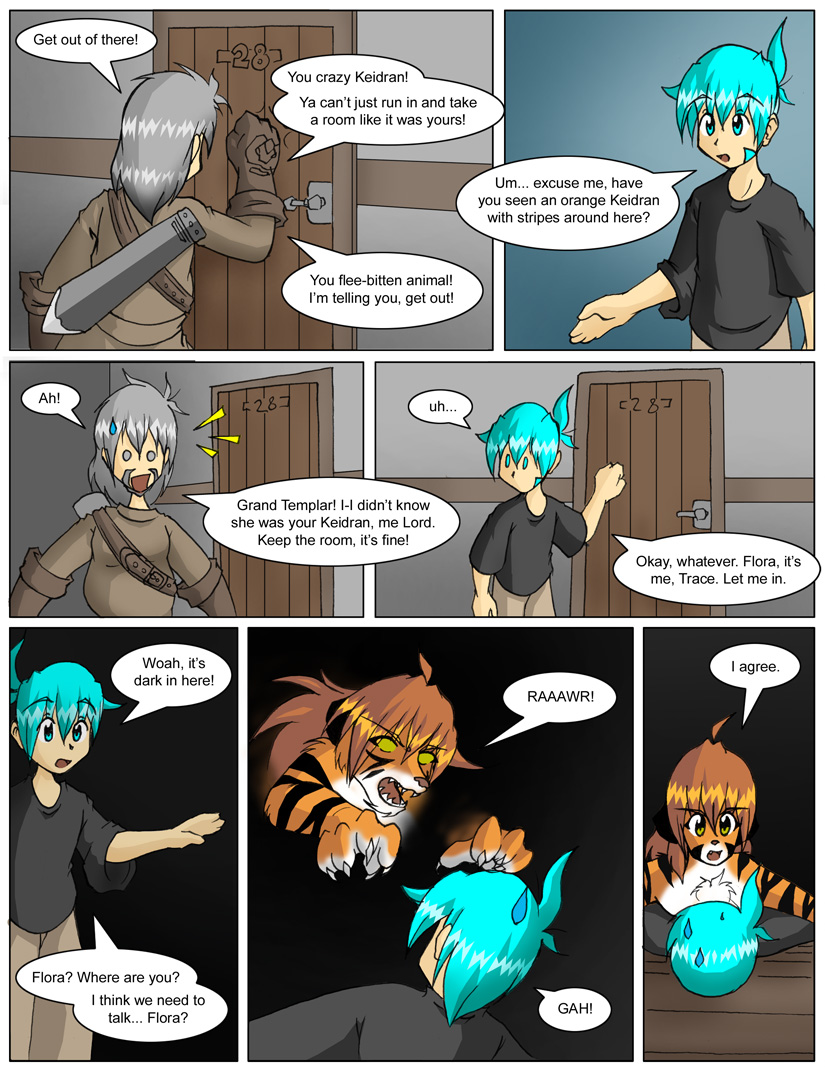 Get out of there!
-28-
You crazy Keidran!
Ya can't just run in and take
a room like it was yours!
You flee-bitten animal!
I'm telling you, get out!
Um... excuse me, have
you seen an orange Keidran
with stripes around here?
Ah!
[28]
Grand Templar! I-I didn't know
she was your Keidran, me Lord.
Keep the room, it's fine!
uh...
[28]
Okay, whatever. Flora, it's
me, Trace. Let me in.
Woah, it's
dark in here!
Flora? Where are you?
I think we need to
talk... Flora?
RAAAWR!
GAH!
I agree.